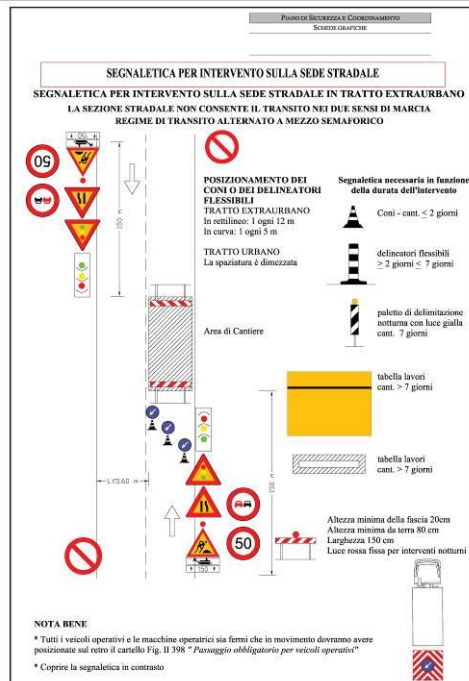 PIANO DI SICUREZZA E COORDINAMENTO
SCHEDE GRAFICHE
SEGNALETICA PER INTERVENTO SULLA SEDE STRADALE
SEGNALETICA PER INTERVENTO SULLA SEDE STRADALE IN TRATTO EXTRAURBANO
LA SEZIONE STRADALE NON CONSENTE IL TRANSITO NEI DUE SENSI DI MARCIA
REGIME DI TRANSITO ALTERNATO A MEZZO SEMAFORICO
150
50
150 m
POSIZIONAMENTO DEI
CONI O DEI DELINEATORI
FLESSIBILI
TRATTO EXTRAURBANO
In rettilineo: 1 ogni 12 m
In curva: 1 ogni 5 m
TRATTO URBANO
La spaziatura è dimezzata
Segnaletica necessaria in funzione
della durata dell'intervento
Coni - cant. ≤ 2 giorni
delineatori flessibili
> 2 giorni ≤ 7 giorni
paletto di delimitazione
notturna con luce gialla
cant. 7 giorni
Area di Cantiere
tabella lavori
cant. > 7 giorni
tabella lavori
cant. > 7 giorni
L<5.60 m
150 m
50
150
Altezza minima della fascia 20cm
Altezza minima da terra 80 cm
Larghezza 150 cm
Luce rossa fissa per interventi notturni
NOTA BENE
* Tutti i veicoli operativi e le macchine operatrici sia fermi che in movimento dovranno avere
posizionate sul retro il cartello Fig. II 398 " Passaggio obbligatorio per veicoli operativi"
* Coprire la segnaletica in contrasto